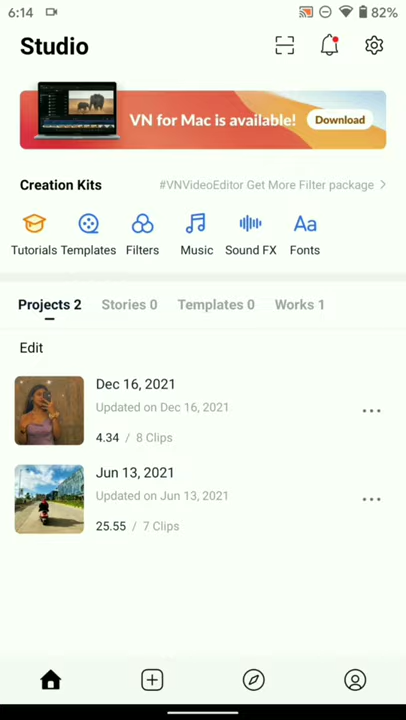 6:14
82%
Studio
VN for Mac is available!
Download
Creation Kits
#VNVideoEditor Get More Filter package
Tutorials Templates Filters Music Sound FX Fonts
Aa
Projects 2 Stories 0 Templates 0 Works 1
Edit
Dec 16, 2021
Updated on Dec 16, 2021
4.34 / 8 Clips
Jun 13, 2021
Updated on Jun 13, 2021
25.55 / 7 Clips